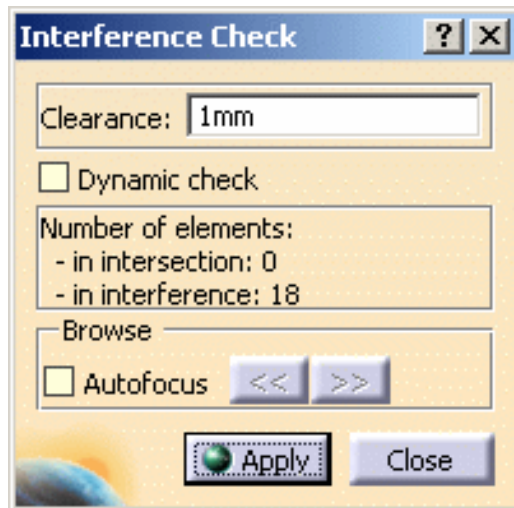 Interference Check ? X
Clearance: 1mm
Dynamic check
Number of elements:
- in intersection: 0
- in interference: 18
Browse
Autofocus << >>
Apply Close